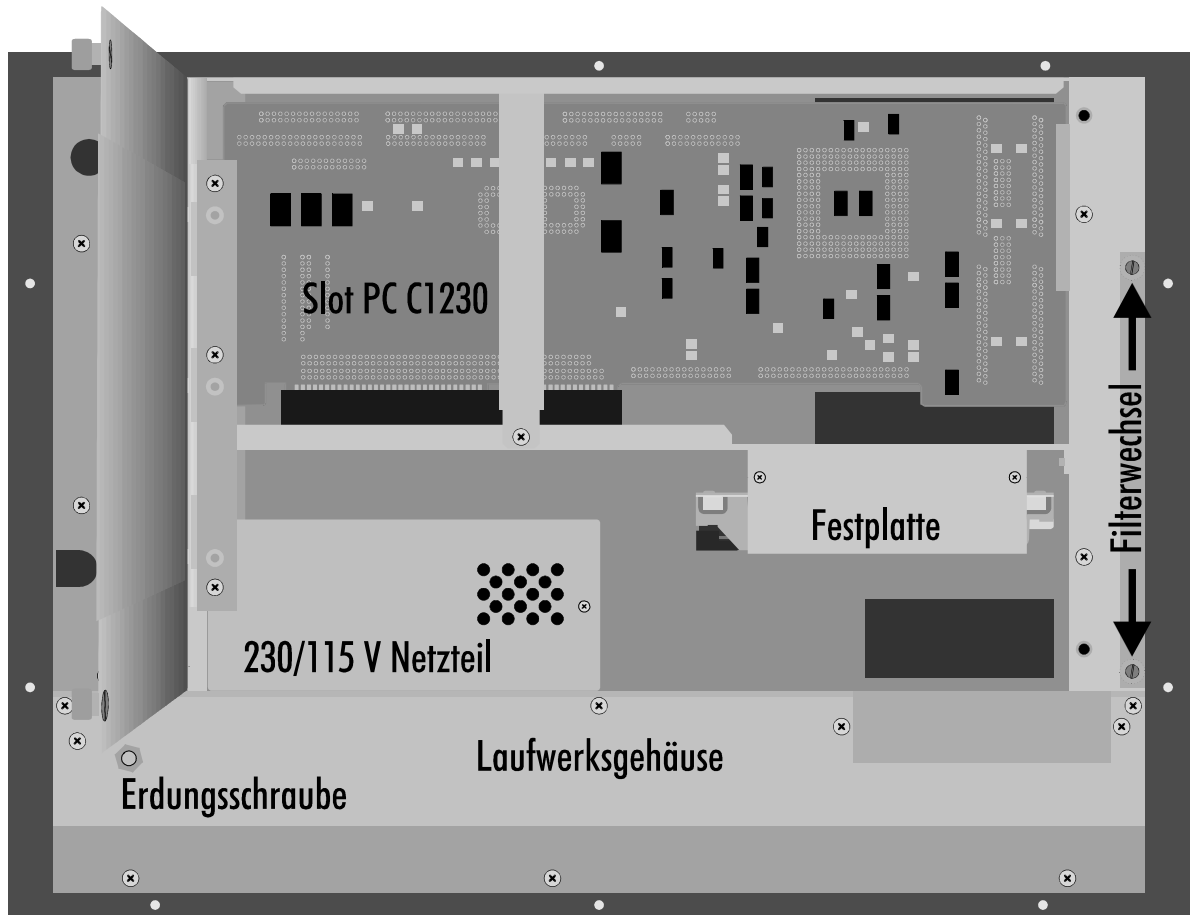 Slot PC C1230
Filterwechsel
Festplatte
230/115 V Netzteil
Laufwerksgehäuse
Erdungsschraube